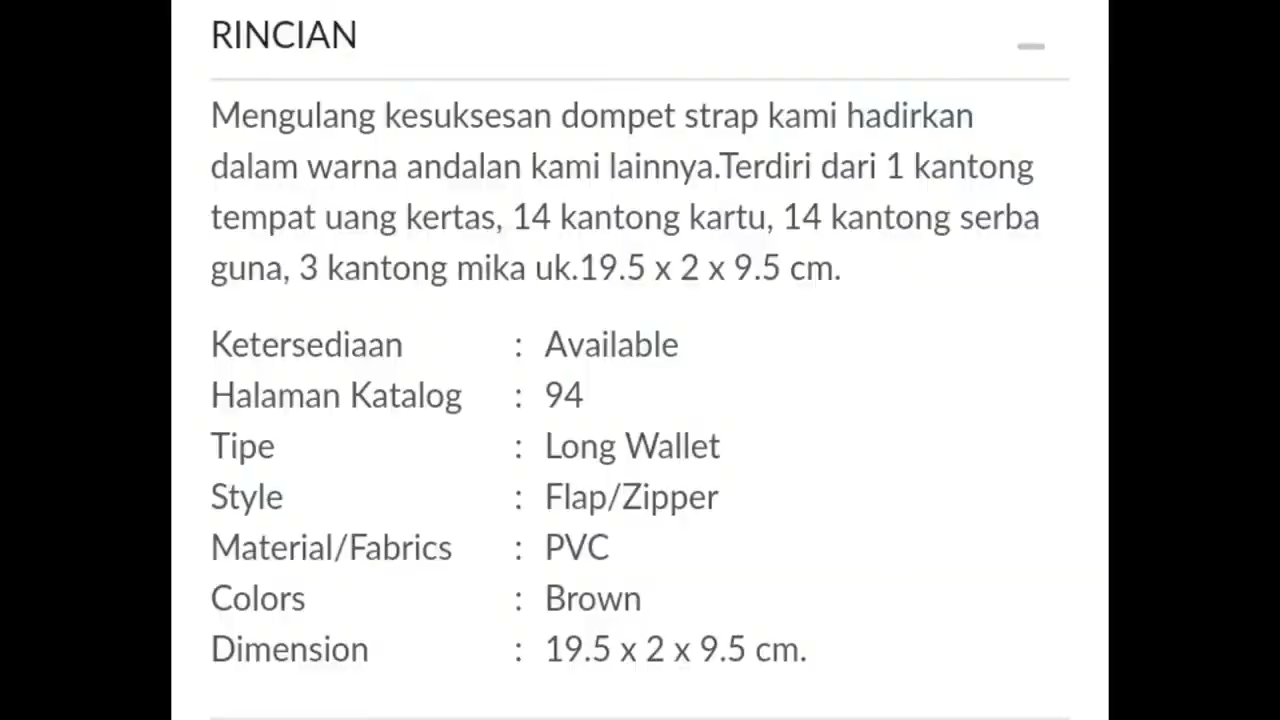 RINCIAN
Mengulang kesuksesan dompet strap kami hadirkan
dalam warna andalan kami lainnya.Terdiri dari 1 kantong
tempat uang kertas, 14 kantong kartu, 14 kantong serba
guna, 3 kantong mika uk.19.5 x 2 x 9.5 cm.
Ketersediaan : Available
Halaman Katalog : 94
Tipe : Long Wallet
Style : Flap/Zipper
Material/Fabrics : PVC
Colors : Brown
Dimension : 19.5 x 2 x 9.5 cm.